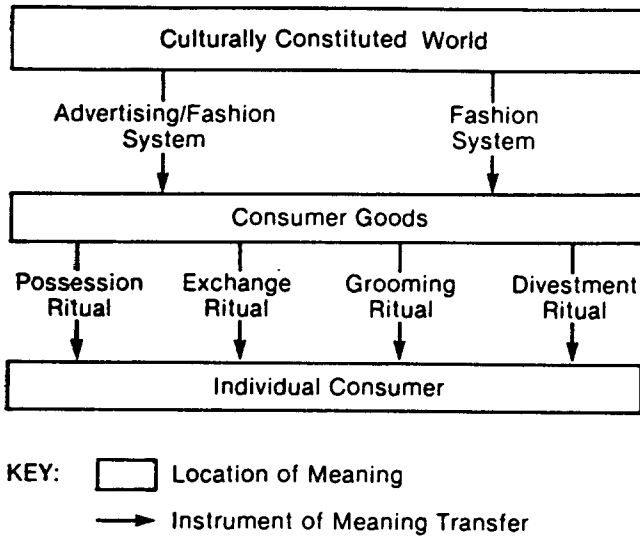 Culturally Constituted World
Advertising/Fashion System
Fashion System
Consumer Goods
Possession Ritual
Exchange Ritual
Grooming Ritual
Divestment Ritual
Individual Consumer
KEY:
Location of Meaning
Instrument of Meaning Transfer